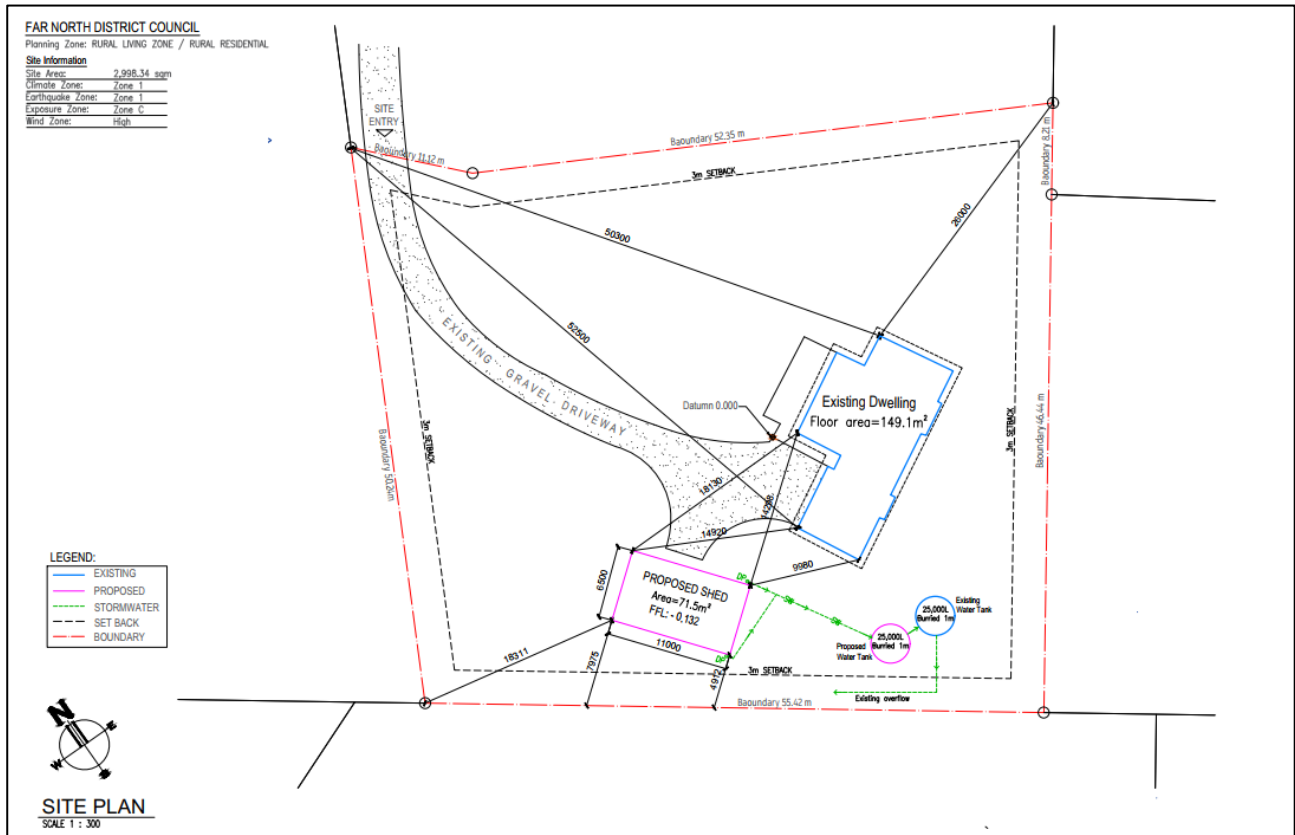 FAR NORTH DISTRICT COUNCIL
Planning Zone: RURAL LIVING ZONE / RURAL RESIDENTIAL
Site Information
Site Area: 2,998.34 sqm
Climate Zone: Zone 1
Earthquake Zone: Zone 1
Exposure Zone: Zone C
Wind Zone: High
SITE
ENTRY
Baoundary 11.12 m
Baoundary 52.35 m
Baoundary 8.21 m
3m SETBACK
50300
26000
52500
EXISTING GRAVEL DRIVEWAY
Datumn 0.000
Existing Dwelling
Floor area=149.1m²
3m SETBACK
Baoundary 50.24m
3m SETBACK
Baoundary 46.44 m
18130
14298
14920
9980
6500
PROPOSED SHED
Area=71.5m²
FFL: - 0.132
DP
SW
SW
25,000L
Burried 1m
Existing
Water Tank
25,000L
Burried 1m
Proposed
Water Tank
DP
11000
18311
7975
4912
3m SETBACK
Existing overflow
Baoundary 55.42 m
LEGEND:
EXISTING
PROPOSED
STORMWATER
SET BACK
BOUNDARY
N
E
W
S
SITE PLAN
SCALE 1 : 300